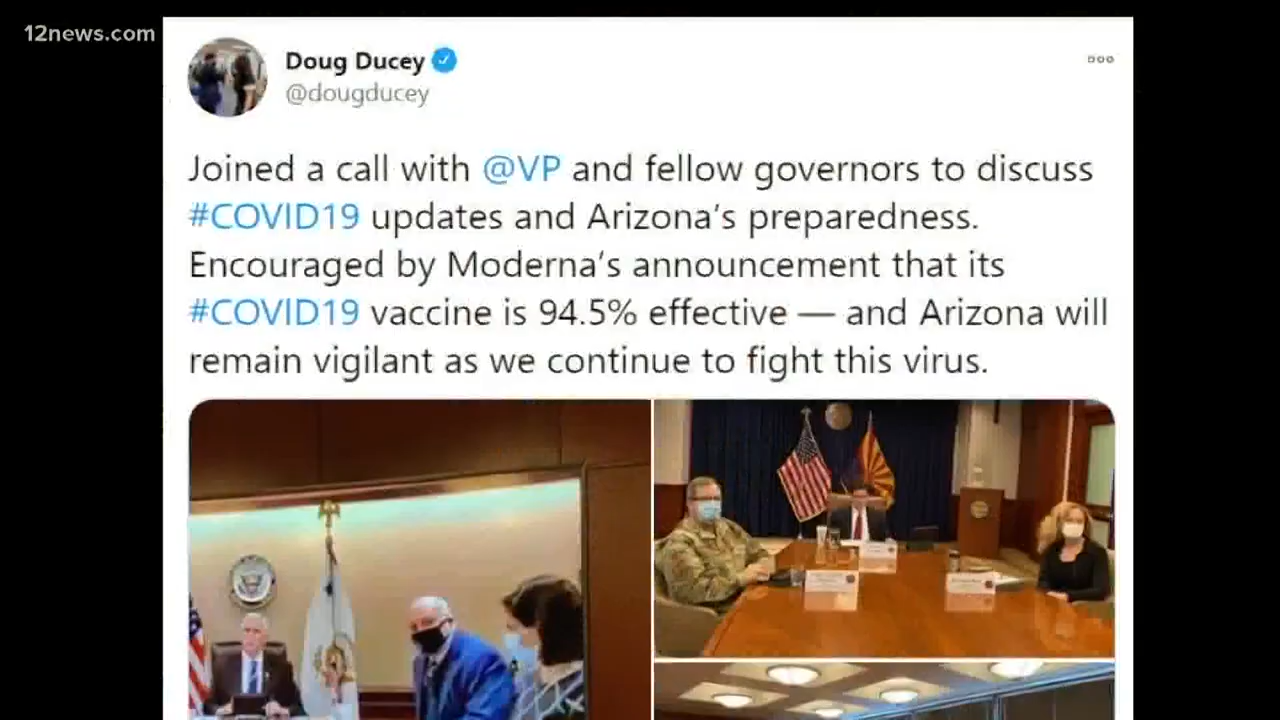 12news.com
Doug Ducey
@dougducey
Joined a call with @VP and fellow governors to discuss
#COVID19 updates and Arizona's preparedness.
Encouraged by Moderna's announcement that its
#COVID19 vaccine is 94.5% effective — and Arizona will
remain vigilant as we continue to fight this virus.